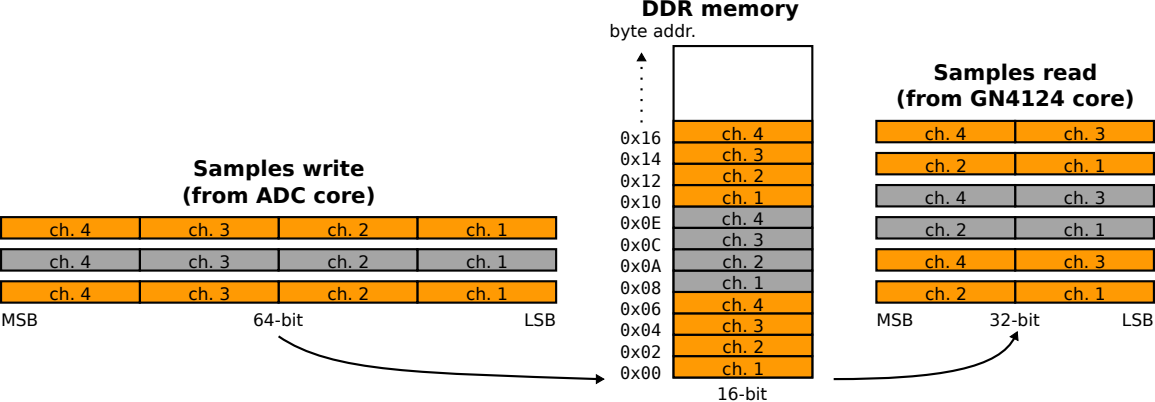 Samples write
(from ADC core)
ch. 4 ch. 3 ch. 2 ch. 1
ch. 4 ch. 3 ch. 2 ch. 1
ch. 4 ch. 3 ch. 2 ch. 1
MSB 64-bit LSB
DDR memory
byte addr.
0x16 ch. 4
0x14 ch. 3
0x12 ch. 2
0x10 ch. 1
0x0E ch. 4
0x0C ch. 3
0x0A ch. 2
0x08 ch. 1
0x06 ch. 4
0x04 ch. 3
0x02 ch. 2
0x00 ch. 1
16-bit
Samples read
(from GN4124 core)
ch. 4 ch. 3
ch. 2 ch. 1
ch. 4 ch. 3
ch. 2 ch. 1
ch. 4 ch. 3
ch. 2 ch. 1
MSB 32-bit LSB